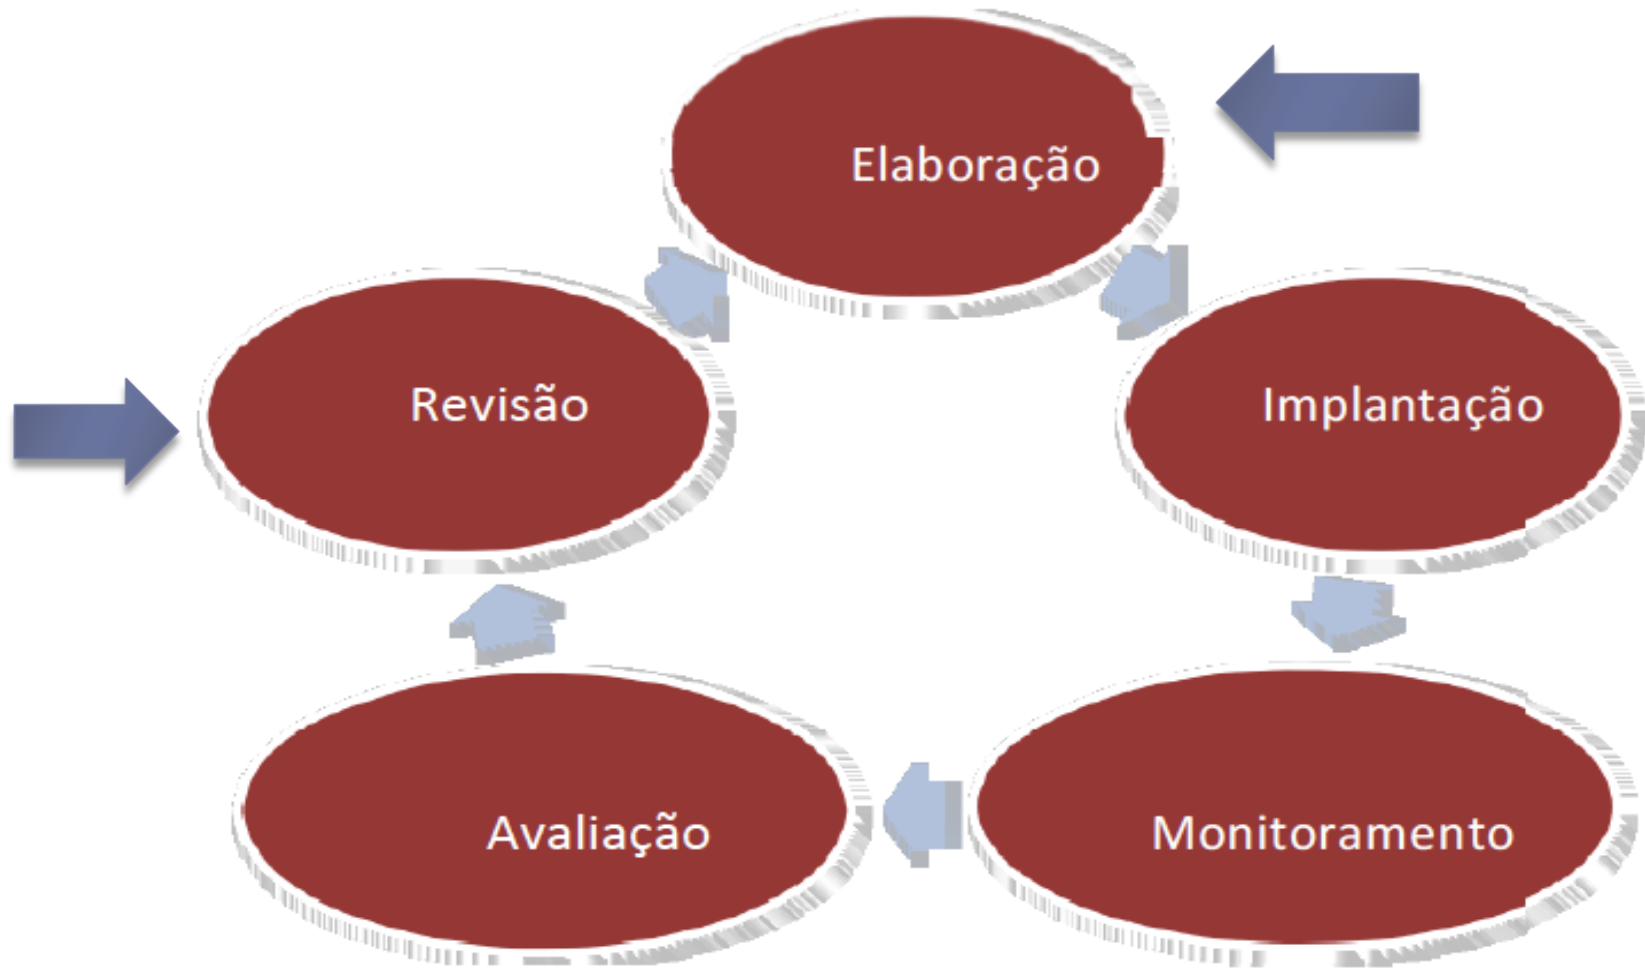 Elaboração
Revisão
Implantação
Avaliação
Monitoramento